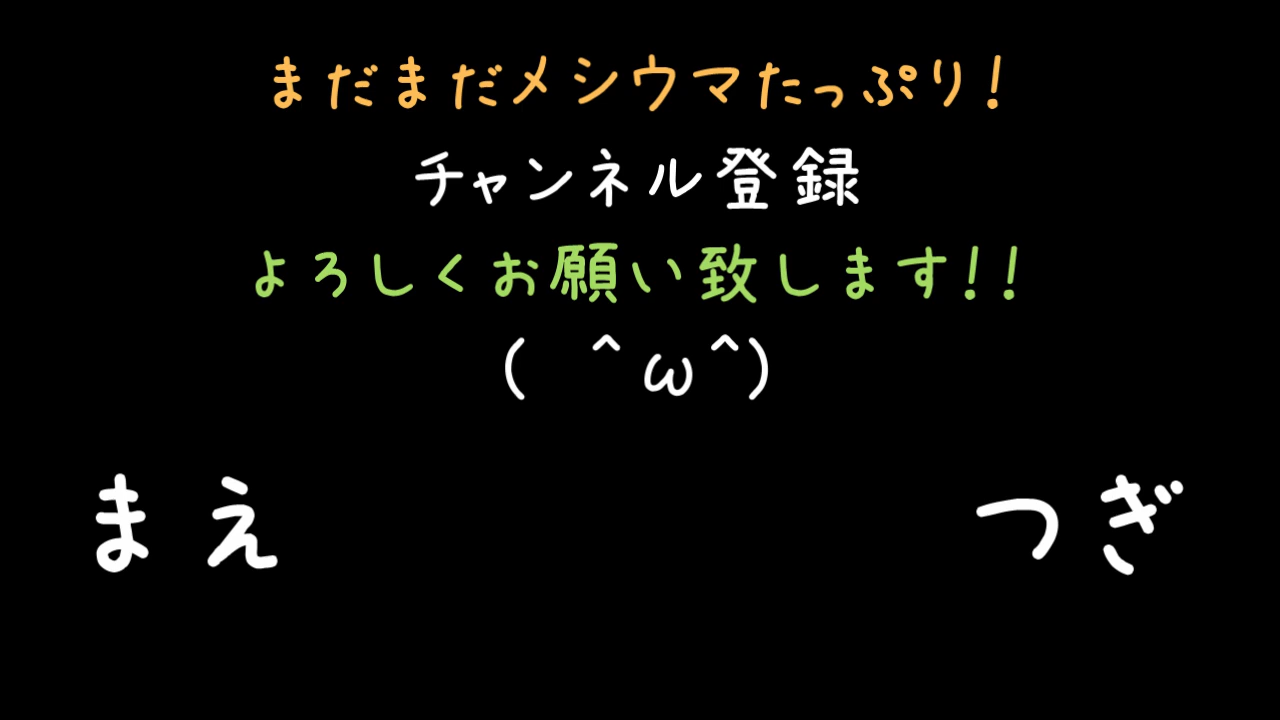 まだまだメシウマたっぷり!
チャンネル登録
よろしくお願い致します!!
( ^ω^)
まえ つぎ